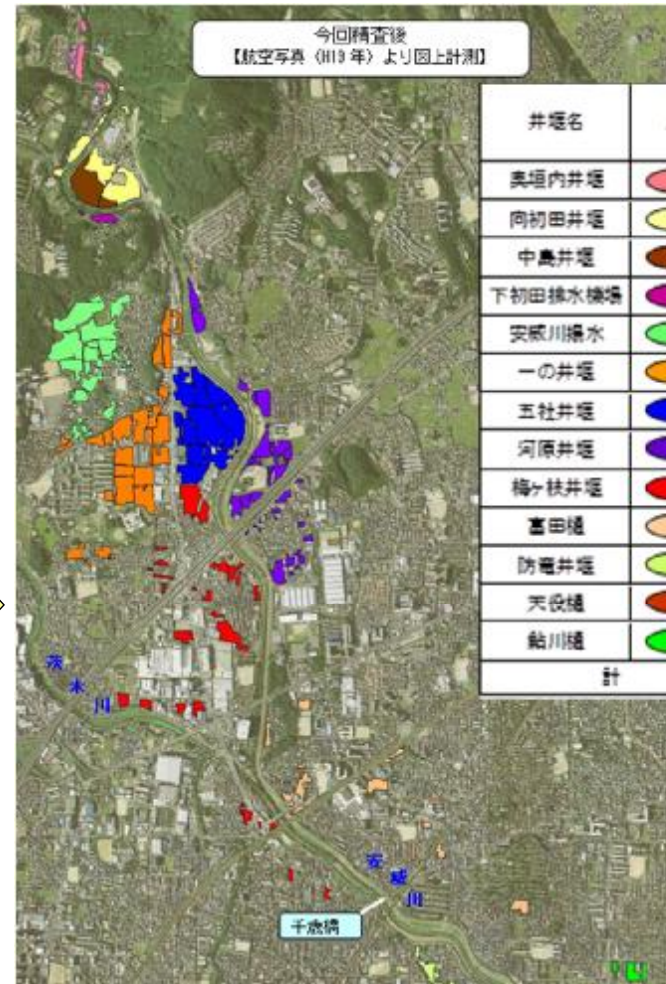 今回精査後
【航空写真(H19年)より図上計測】
井堰名
奥垣内井堰
向初田井堰
中島井堰
下初田排水機場
安威川揚水
一の井堰
五社井堰
河原井堰
梅ヶ枝井堰
富田樋
防竜井堰
天役樋
鮎川樋
計
茨木川
安威川
千歳橋